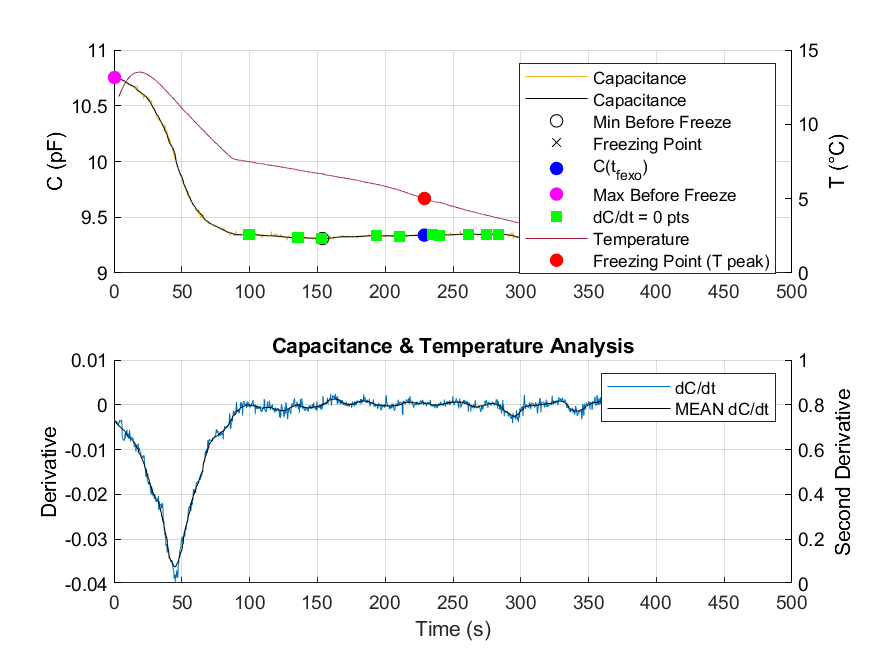 11
10.5
10
9.5
9
C (pF)
15
10
5
0
T (°C)
0 50 100 150 200 250 300 350 400 450 500
Capacitance
Capacitance
Min Before Freeze
Freezing Point
C(t_fexo)
Max Before Freeze
dC/dt = 0 pts
Temperature
Freezing Point (T peak)
Capacitance & Temperature Analysis
0.01
0
-0.01
-0.02
-0.03
-0.04
Derivative
1
0.8
0.6
0.4
0.2
0
Second Derivative
dC/dt
MEAN dC/dt
0 50 100 150 200 250 300 350 400 450 500
Time (s)